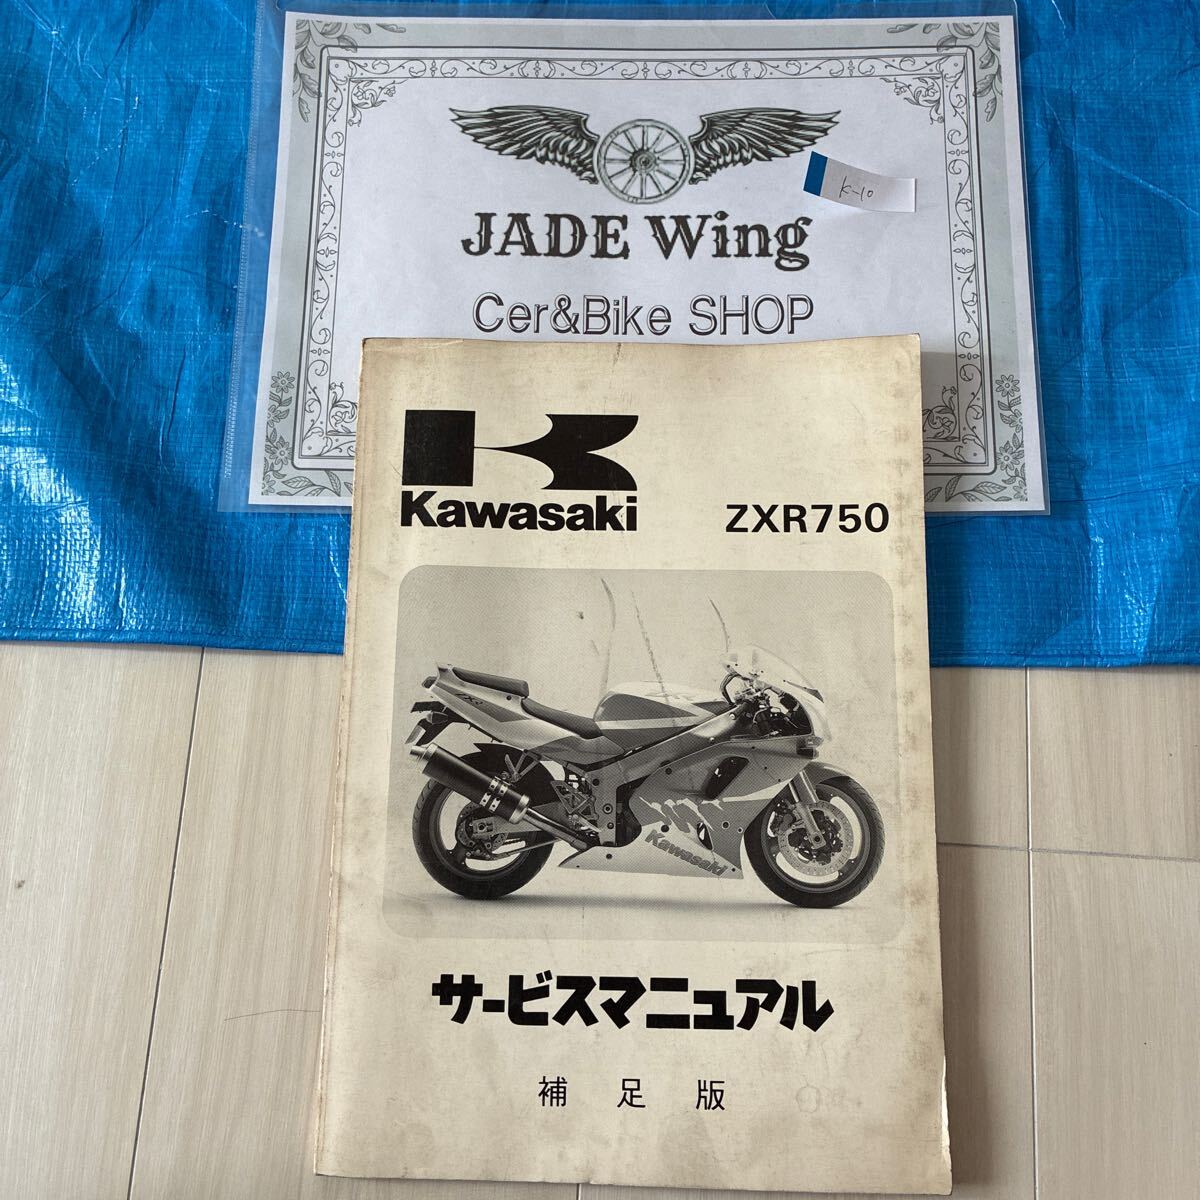 K-10
JADE Wing
Cer&Bike SHOP
Kawasaki
ZXR750
ZXR
Kawasaki
サービスマニュアル
補足版